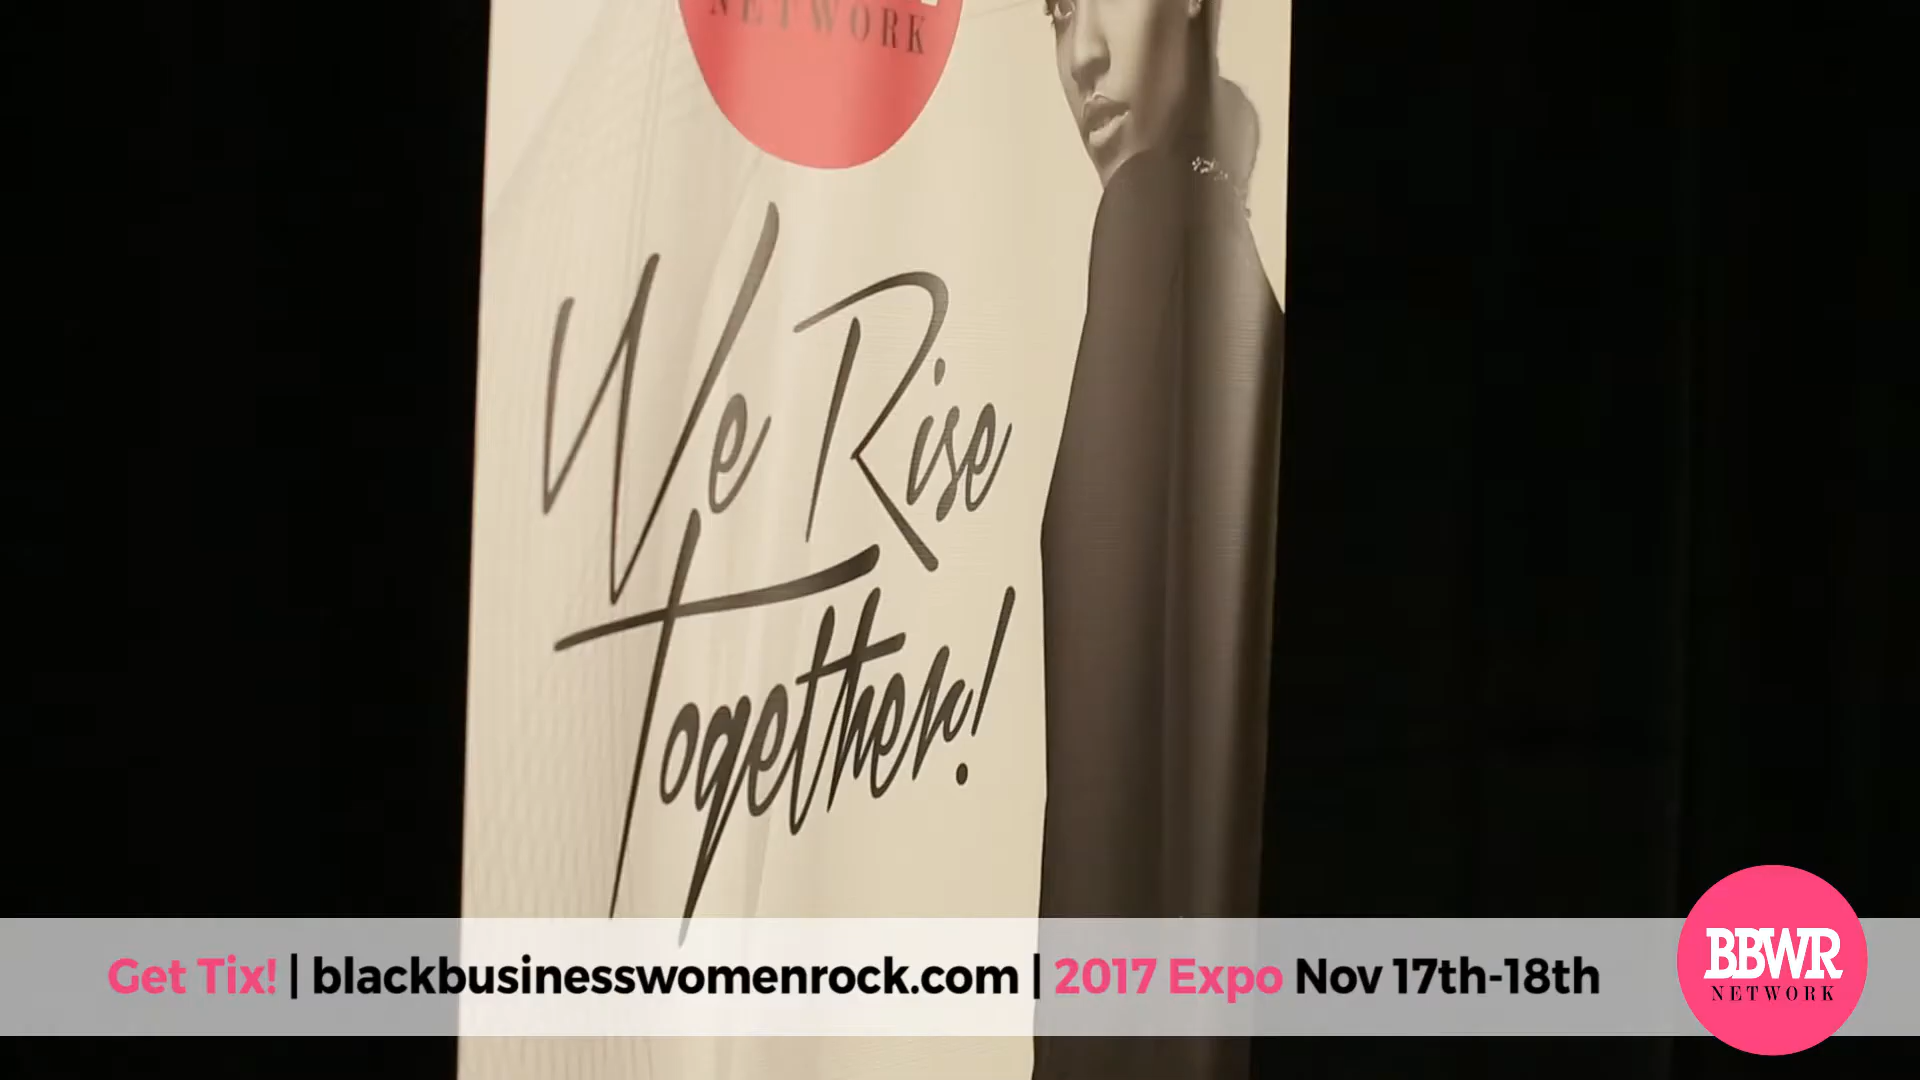 NETWORK
We Rise
Together!
Get Tix! | blackbusinesswomenrock.com | 2017 Expo Nov 17th-18th
BBWR
NETWORK